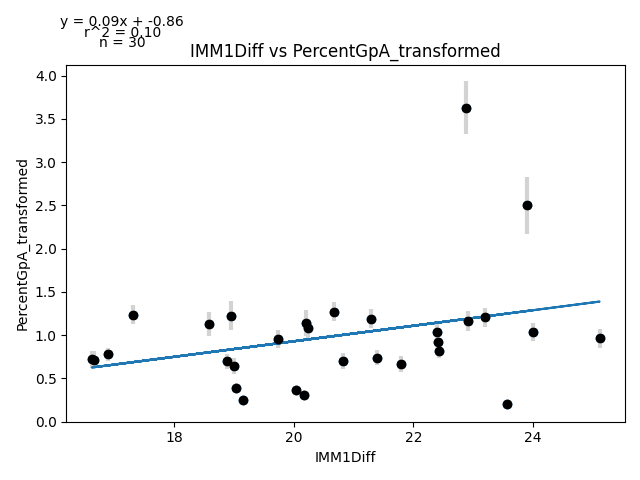 y = 0.09x + -0.86
r^2 = 0.10
n = 30
IMM1Diff vs PercentGpA_transformed
PercentGpA_transformed
4.0
3.5
3.0
2.5
2.0
1.5
1.0
0.5
0.0
18 20 22 24
IMM1Diff